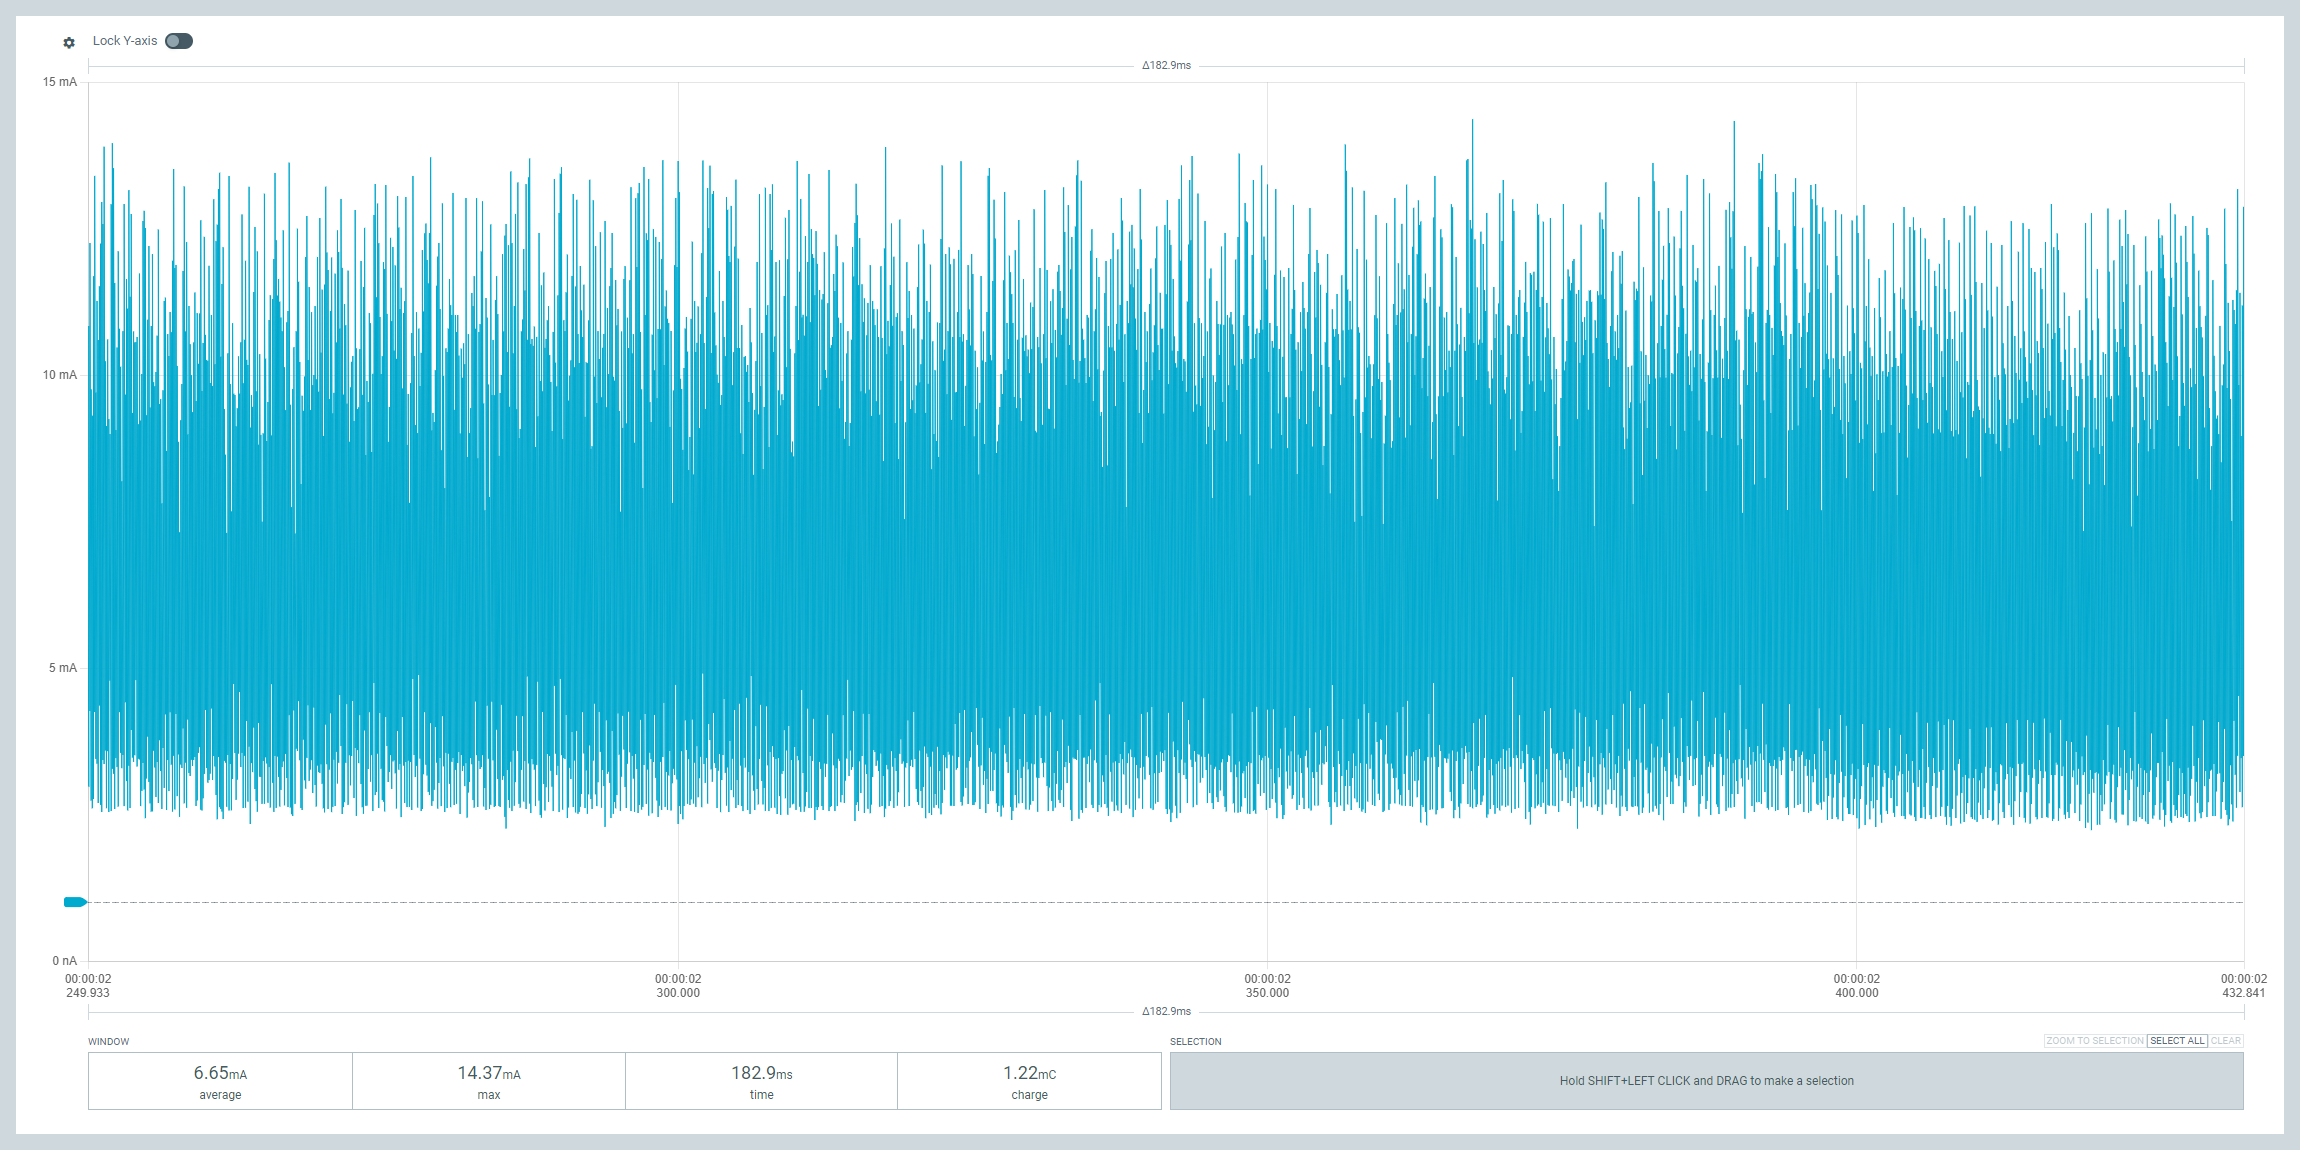 Lock Y-axis
Δ182.9ms
15 mA
10 mA
5 mA
0 nA
00:00:02 00:00:02 00:00:02 00:00:02 00:00:02
249.933 300.000 350.000 400.000 432.841
Δ182.9ms
WINDOW SELECTION ZOOM TO SELECTION SELECT ALL CLEAR
6.65mA 14.37mA 182.9ms 1.22mC
average max time charge
Hold SHIFT+LEFT CLICK and DRAG to make a selection